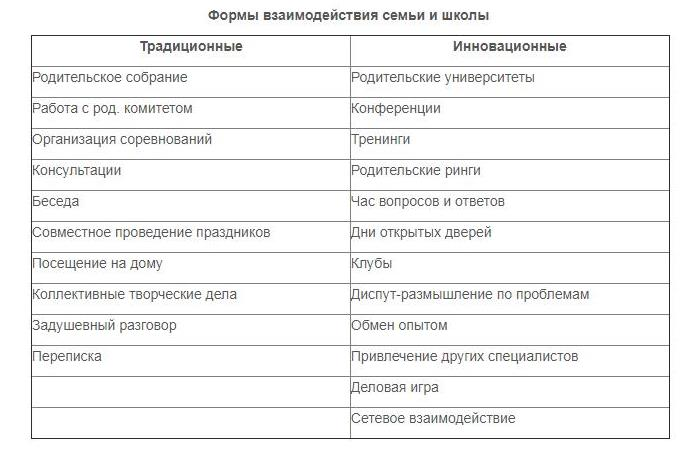 Формы взаимодействия семьи и школы
Традиционные Инновационные
Родительское собрание Родительские университеты
Работа с род. комитетом Конференции
Организация соревнований Тренинги
Консультации Родительские ринги
Беседа Час вопросов и ответов
Совместное проведение праздников Дни открытых дверей
Посещение на дому Клубы
Коллективные творческие дела Диспут-размышление по проблемам
Задушевный разговор Обмен опытом
Переписка Привлечение других специалистов
Деловая игра
Сетевое взаимодействие